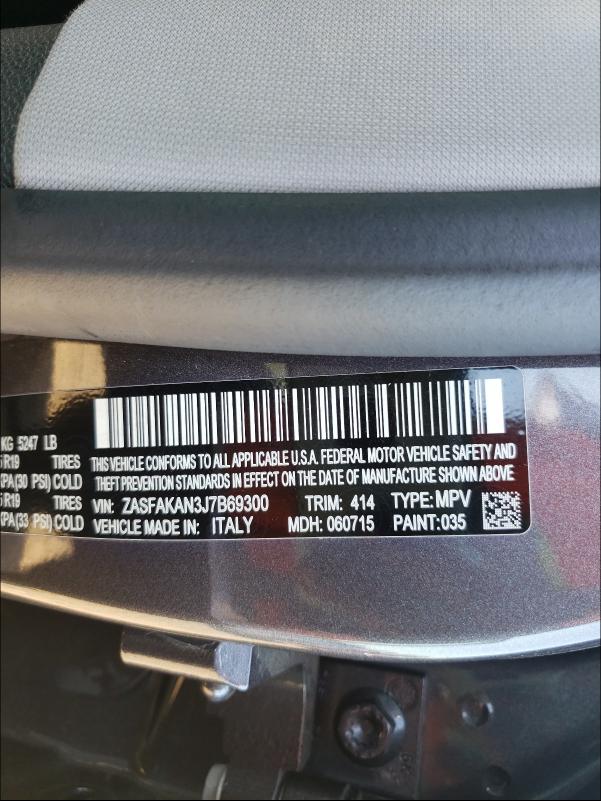 KG 5247 LB
R19 TIRES
PA(30 PSI) COLD
R19 TIRES
PA(33 PSI) COLD
THIS VEHICLE CONFORMS TO ALL APPLICABLE U.S.A. FEDERAL MOTOR VEHICLE SAFETY AND
THEFT PREVENTION STANDARDS IN EFFECT ON THE DATE OF MANUFACTURE SHOWN ABOVE.
VIN: ZASFAKAN3J7B69300 TRIM: 414 TYPE: MPV
VEHICLE MADE IN: ITALY MDH: 060715 PAINT: 035